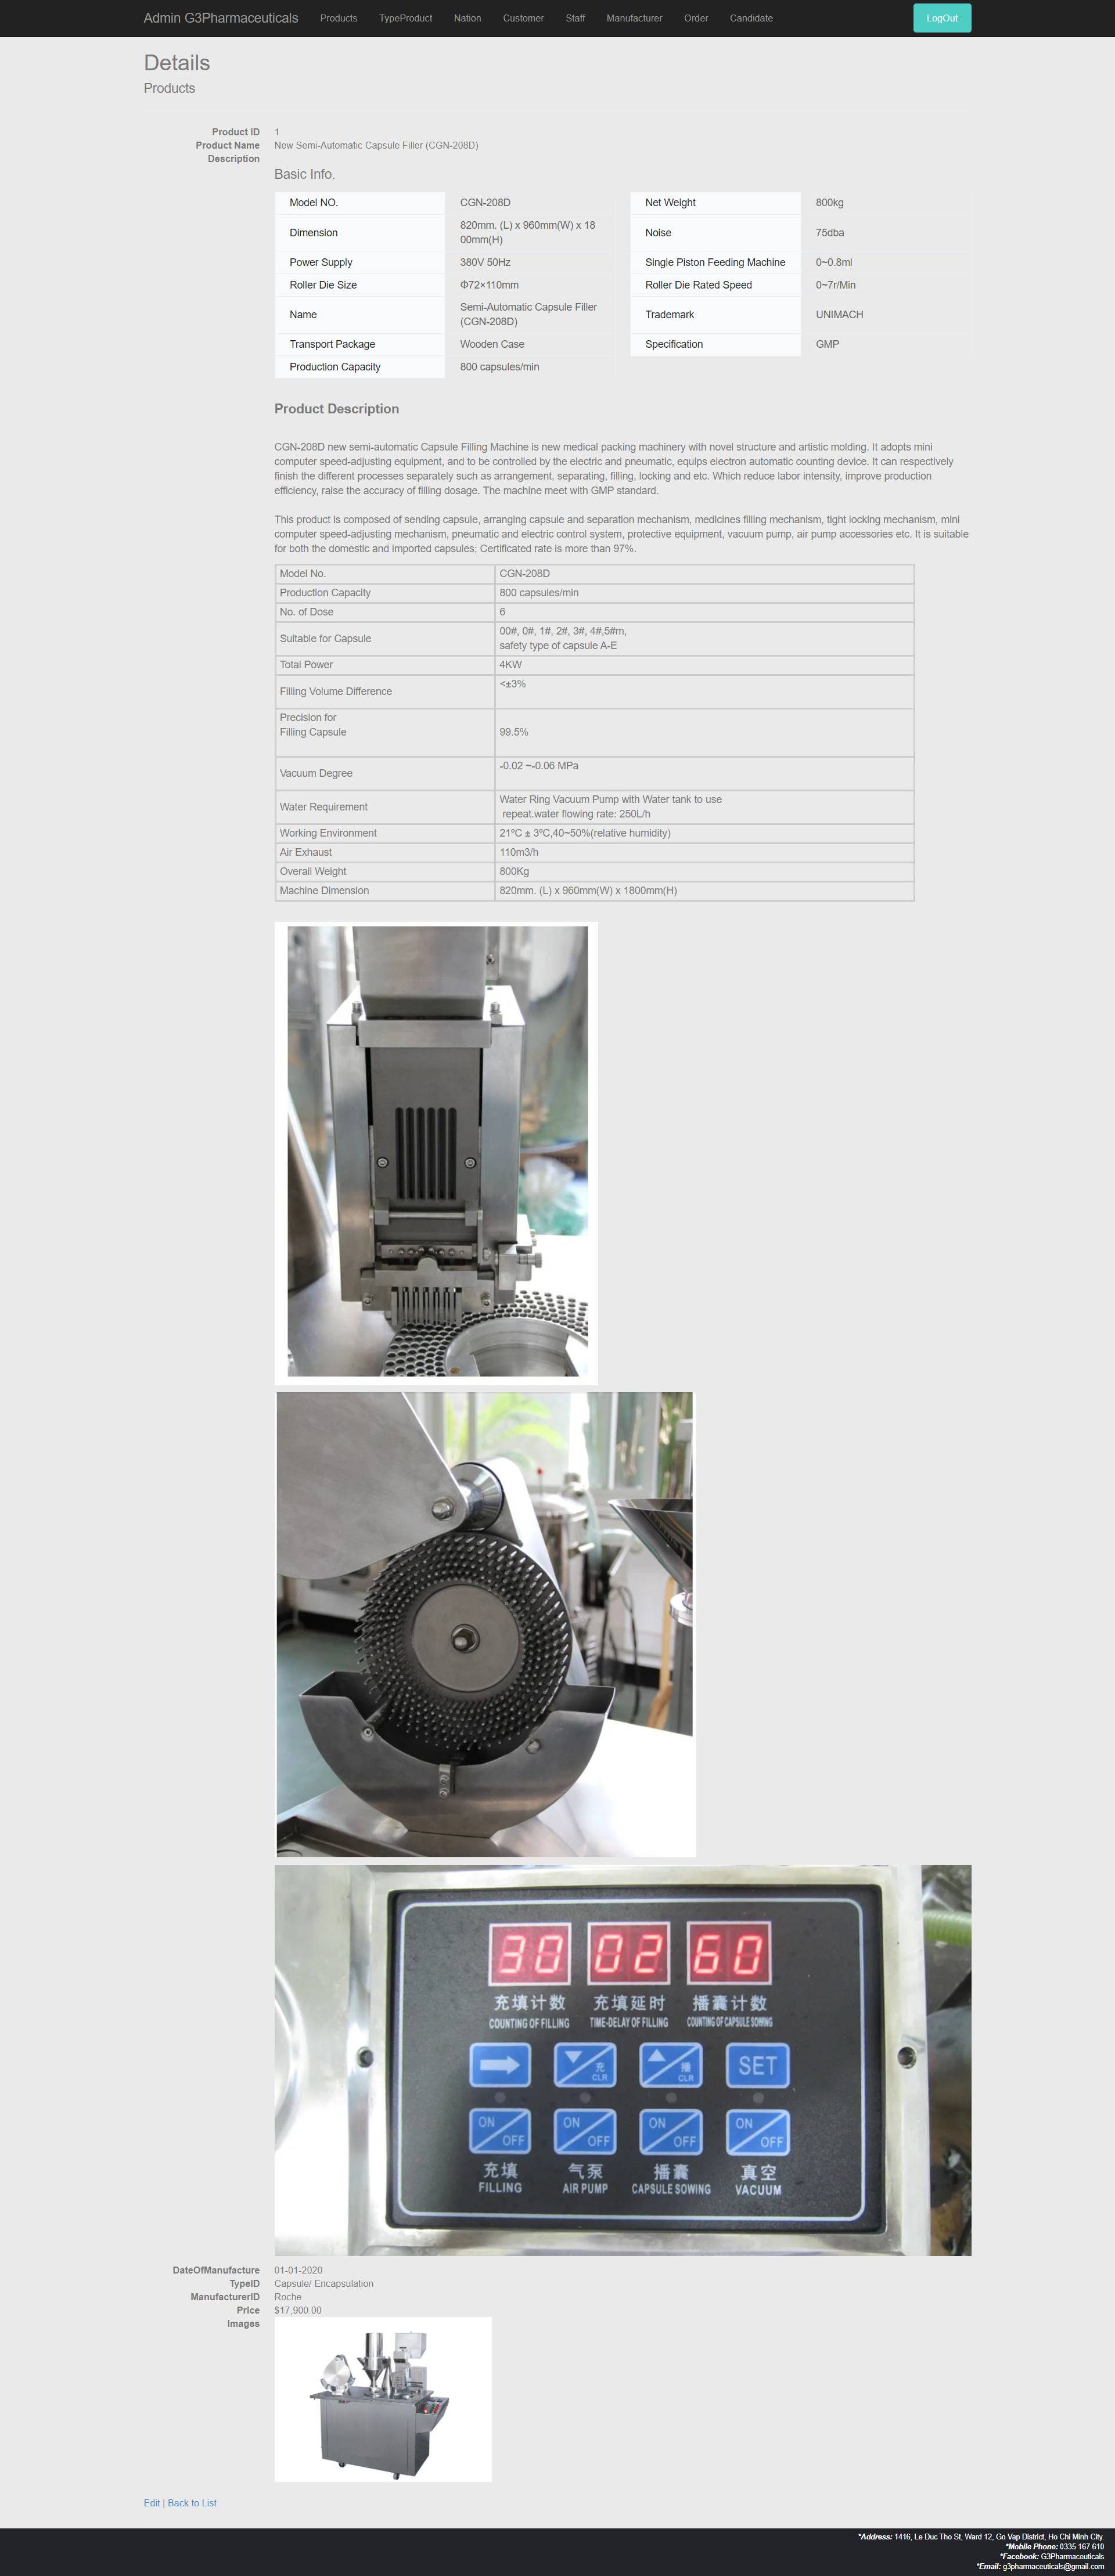 Admin G3Pharmaceuticals Products TypeProduct Nation Customer Staff Manufacturer Order Candidate LogOut
Details
Products
Product ID 1
Product Name New Semi-Automatic Capsule Filler (CGN-208D)
Description
Basic Info.
Model NO. CGN-208D Net Weight 800kg
Dimension 820mm. (L) x 960mm(W) x 18
00mm(H) Noise 75dba
Power Supply 380V 50Hz Single Piston Feeding Machine 0~0.8ml
Roller Die Size Φ72×110mm Roller Die Rated Speed 0~7r/Min
Name Semi-Automatic Capsule Filler
(CGN-208D) Trademark UNIMACH
Transport Package Wooden Case Specification GMP
Production Capacity 800 capsules/min
Product Description
CGN-208D new semi-automatic Capsule Filling Machine is new medical packing machinery with novel structure and artistic molding. It adopts mini
computer speed-adjusting equipment, and to be controlled by the electric and pneumatic, equips electron automatic counting device. It can respectively
finish the different processes separately such as arrangement, separating, filling, locking and etc. Which reduce labor intensity, improve production
efficiency, raise the accuracy of filling dosage. The machine meet with GMP standard.
This product is composed of sending capsule, arranging capsule and separation mechanism, medicines filling mechanism, tight locking mechanism, mini
computer speed-adjusting mechanism, pneumatic and electric control system, protective equipment, vacuum pump, air pump accessories etc. It is suitable
for both the domestic and imported capsules; Certificated rate is more than 97%.
Model No. CGN-208D
Production Capacity 800 capsules/min
No. of Dose 6
Suitable for Capsule 00#, 0#, 1#, 2#, 3#, 4#,5#m,
safety type of capsule A-E
Total Power 4KW
Filling Volume Difference <±3%
Precision for
Filling Capsule 99.5%
Vacuum Degree -0.02 ~-0.06 MPa
Water Requirement Water Ring Vacuum Pump with Water tank to use
repeat.water flowing rate: 250L/h
Working Environment 21ºC ± 3ºC,40~50%(relative humidity)
Air Exhaust 110m3/h
Overall Weight 800Kg
Machine Dimension 820mm. (L) x 960mm(W) x 1800mm(H)
30 02 60
充填计数 充填延时 播囊计数
COUNTING OF FILLING TIME-DELAY OF FILLING COUNTING OF CAPSULE SOWING
充 CLR 播 CLR SET
ON OFF ON OFF ON OFF ON OFF
充填 气泵 播囊 真空
FILLING AIR PUMP CAPSULE SOWING VACUUM
DateOfManufacture 01-01-2020
TypeID Capsule/ Encapsulation
ManufacturerID Roche
Price $17,900.00
Images
Edit | Back to List
*Address: 1416, Le Duc Tho St, Ward 12, Go Vap District, Ho Chi Minh City.
*Mobile Phone: 0335 167 610
*Facebook: G3Pharmaceuticals
*Email: g3pharmaceuticals@gmail.com